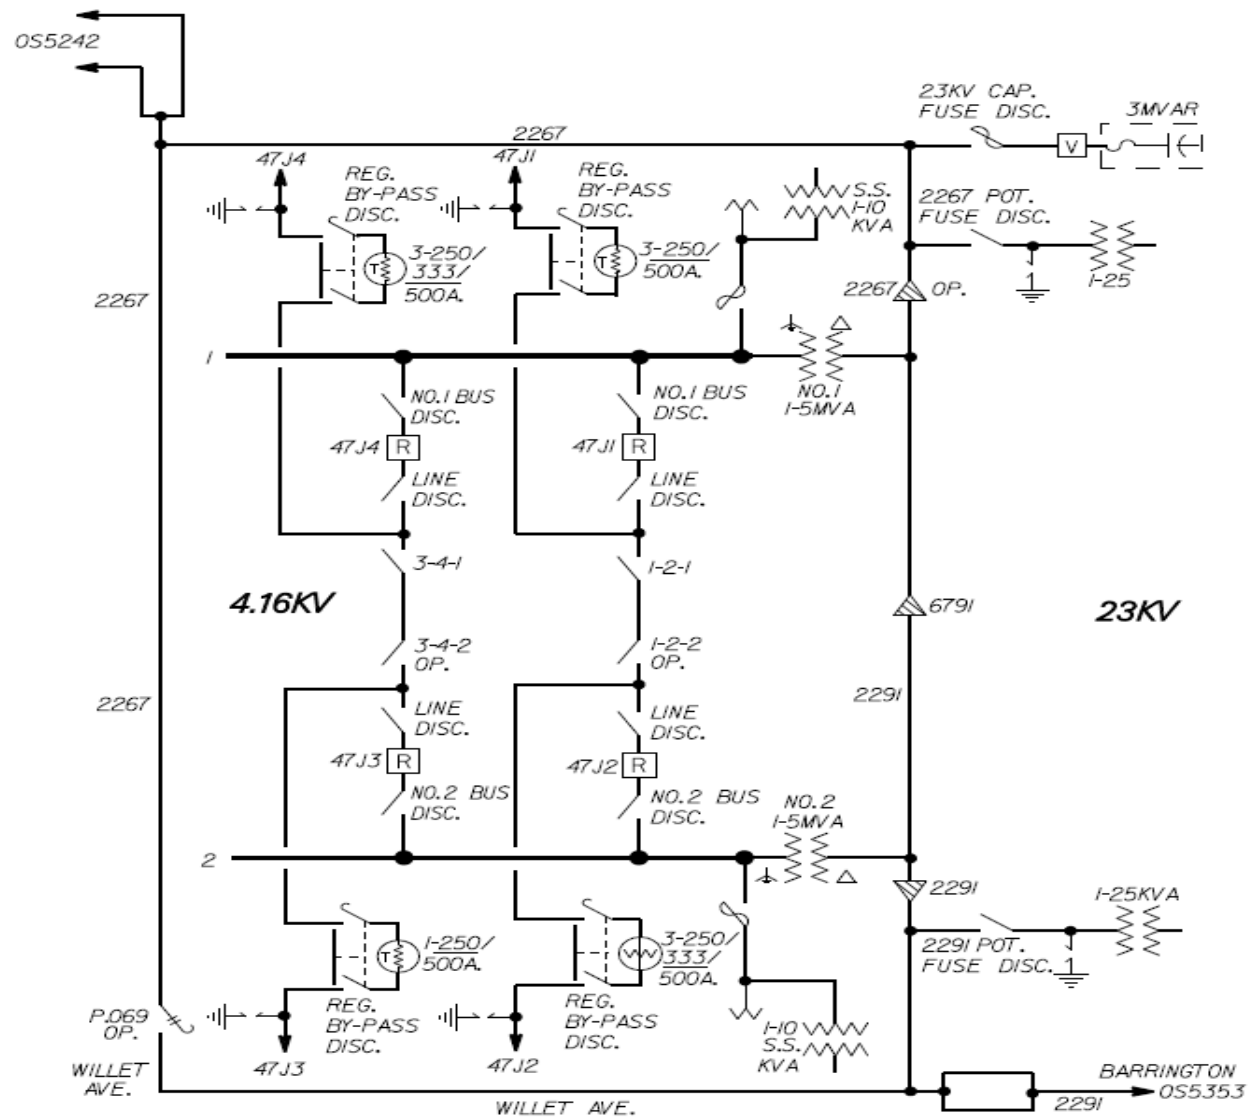 OS5242
2267
47J4
REG.
BY-PASS
DISC.
47J1
REG.
BY-PASS
DISC.
S.S.
1-10
KVA
23KV CAP.
FUSE DISC.
3MVAR
V
2267 POT.
FUSE DISC.
1-25
T
3-250/
333/
500A.
T
3-250/
500A.
2267
2267 OP.
1
NO.1
1-5MVA
NO.1 BUS
DISC.
47J4 R
LINE
DISC.
NO.1 BUS
DISC.
47J1 R
LINE
DISC.
3-4-1
1-2-1
4.16KV
6791
23KV
3-4-2
OP.
1-2-2
OP.
2267
2291
LINE
DISC.
47J3 R
NO.2 BUS
DISC.
LINE
DISC.
47J2 R
NO.2 BUS
DISC.
NO.2
1-5MVA
2
2291
1-25KVA
2291 POT.
FUSE DISC.
T
1-250/
500A.
3-250/
333/
500A.
REG.
BY-PASS
DISC.
REG.
BY-PASS
DISC.
P.069
OP.
47J3
47J2
1-10
S.S.
KVA
WILLET
AVE.
WILLET AVE.
BARRINGTON
OS5353
2291